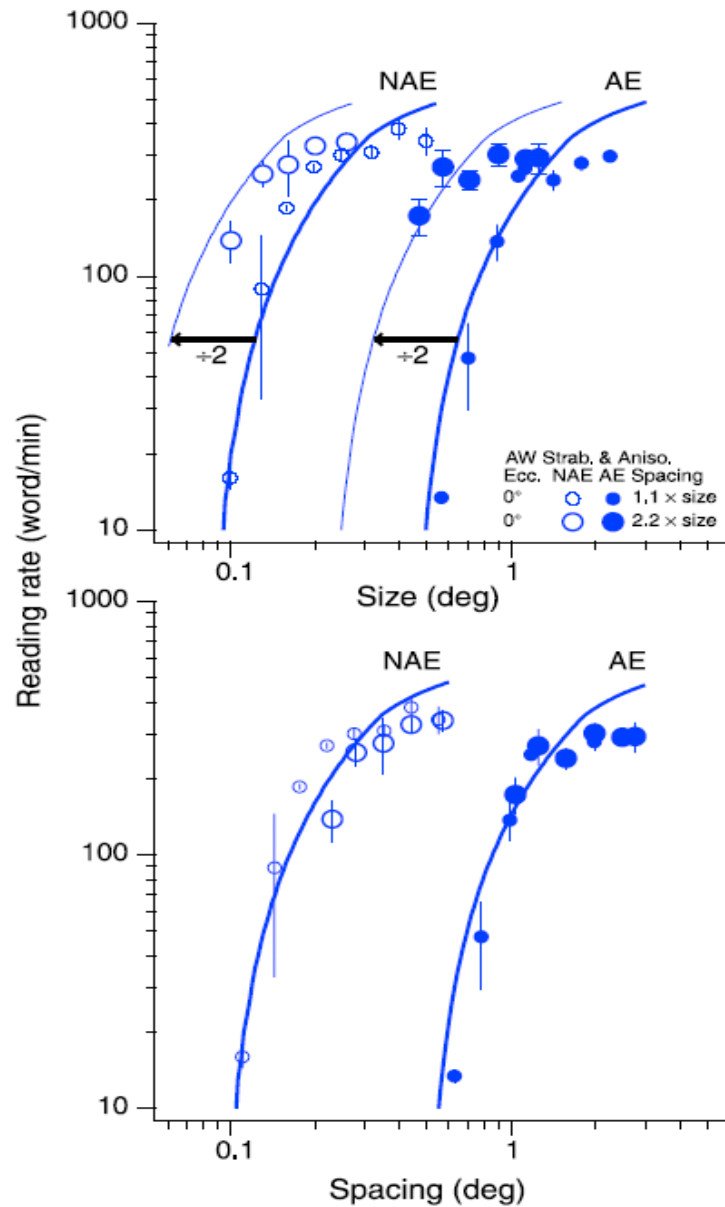 1000
NAE AE
100
÷2 ÷2
AW Strab. & Aniso.
Ecc. NAE AE Spacing
0° 1.1 × size
0° 2.2 × size
10
0.1 1
Size (deg)
Reading rate (word/min)
1000
NAE AE
100
10
0.1 1
Spacing (deg)